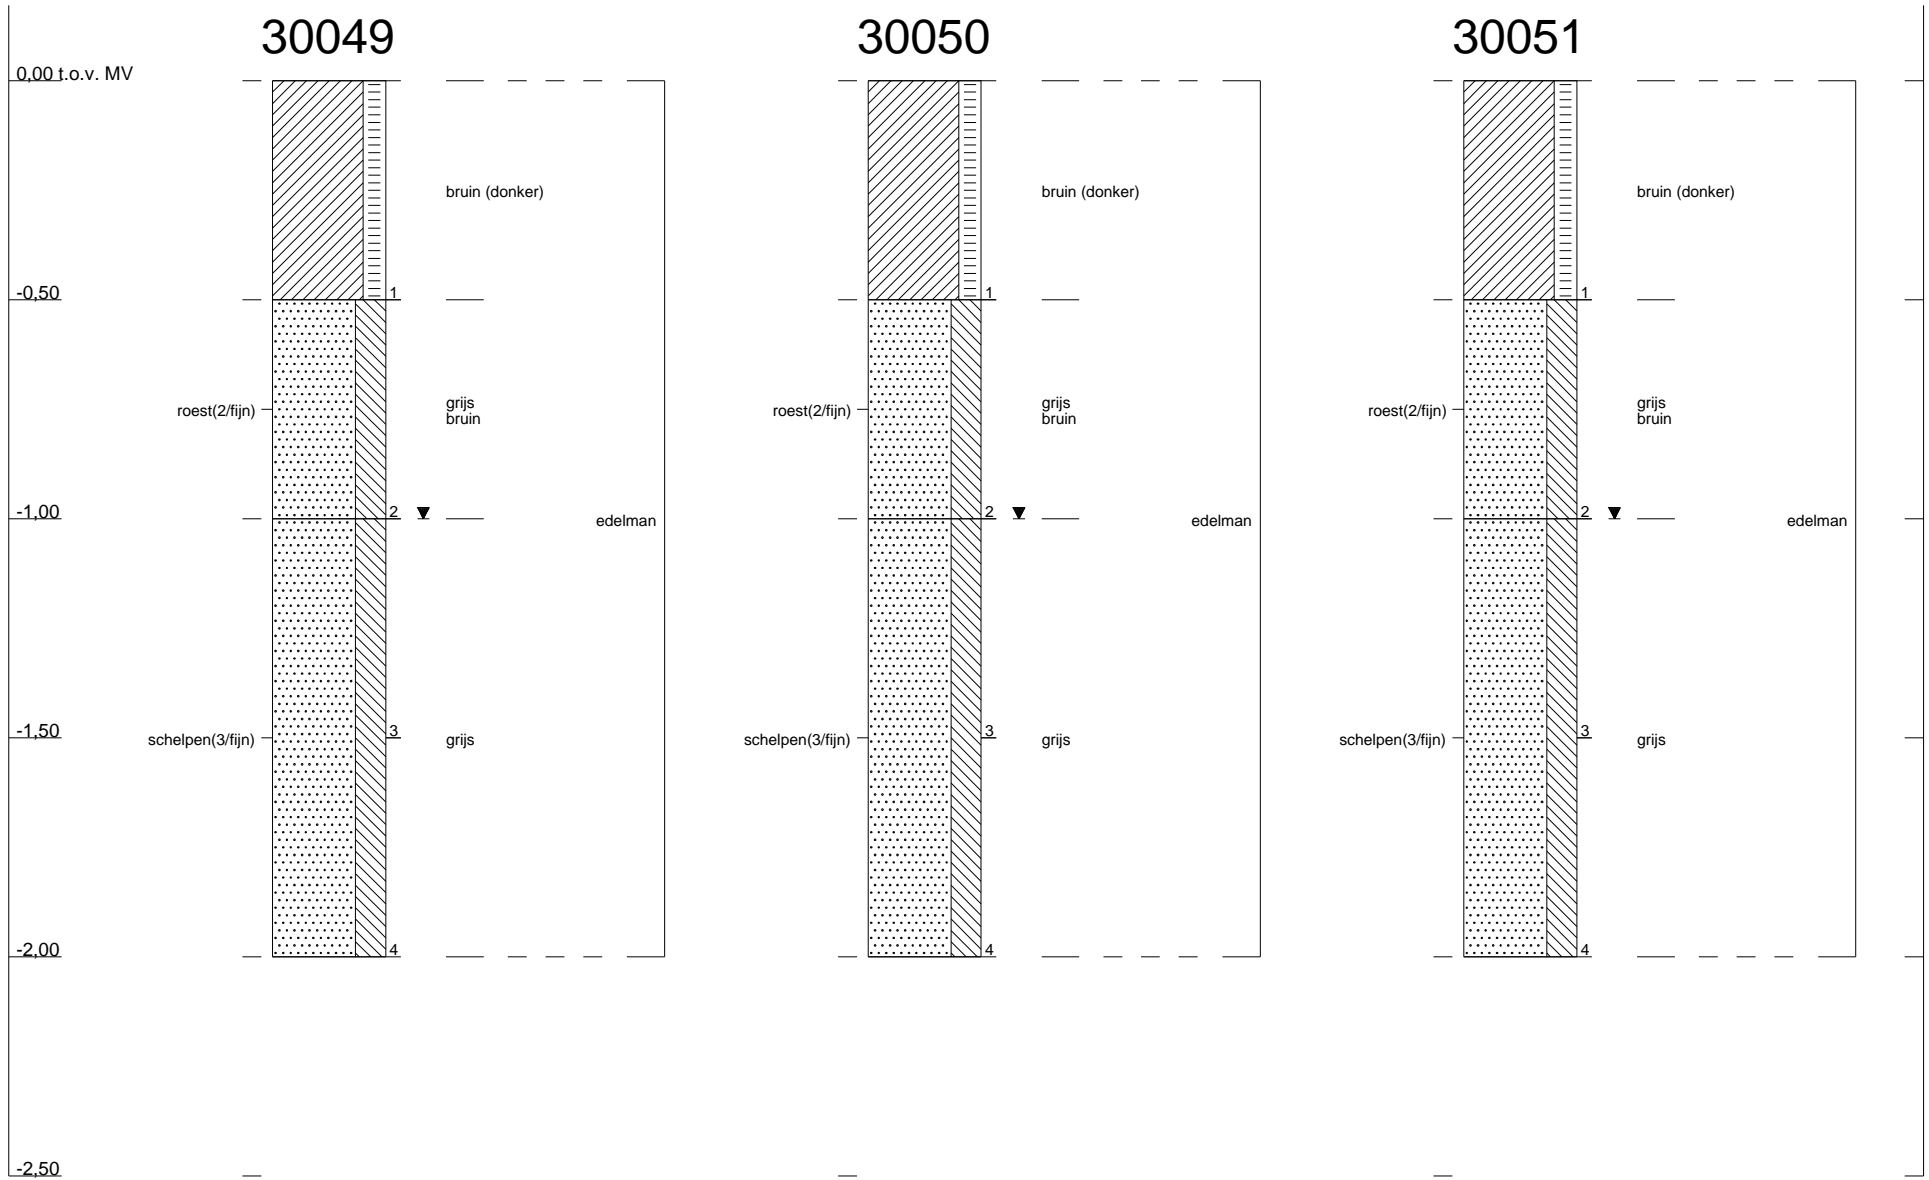 30049 30050 30051
0,00 t.o.v. MV
bruin (donker) bruin (donker) bruin (donker)
-0,50 1 1 1
roest(2/fijn) grijs roest(2/fijn) grijs roest(2/fijn) grijs
bruin bruin bruin
-1,00 2 edelman 2 edelman 2 edelman
-1,50 schelpen(3/fijn) 3 grijs schelpen(3/fijn) 3 grijs schelpen(3/fijn) 3 grijs
-2,00 4 4 4
-2,50